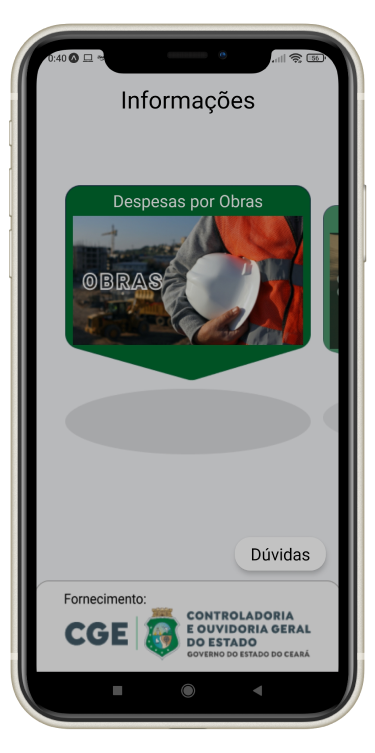 0:40
56
Informações
Despesas por Obras
OBRAS
Dúvidas
Fornecimento:
CGE
CONTROLADORIA
E OUVIDORIA GERAL
DO ESTADO
GOVERNO DO ESTADO DO CEARÁ